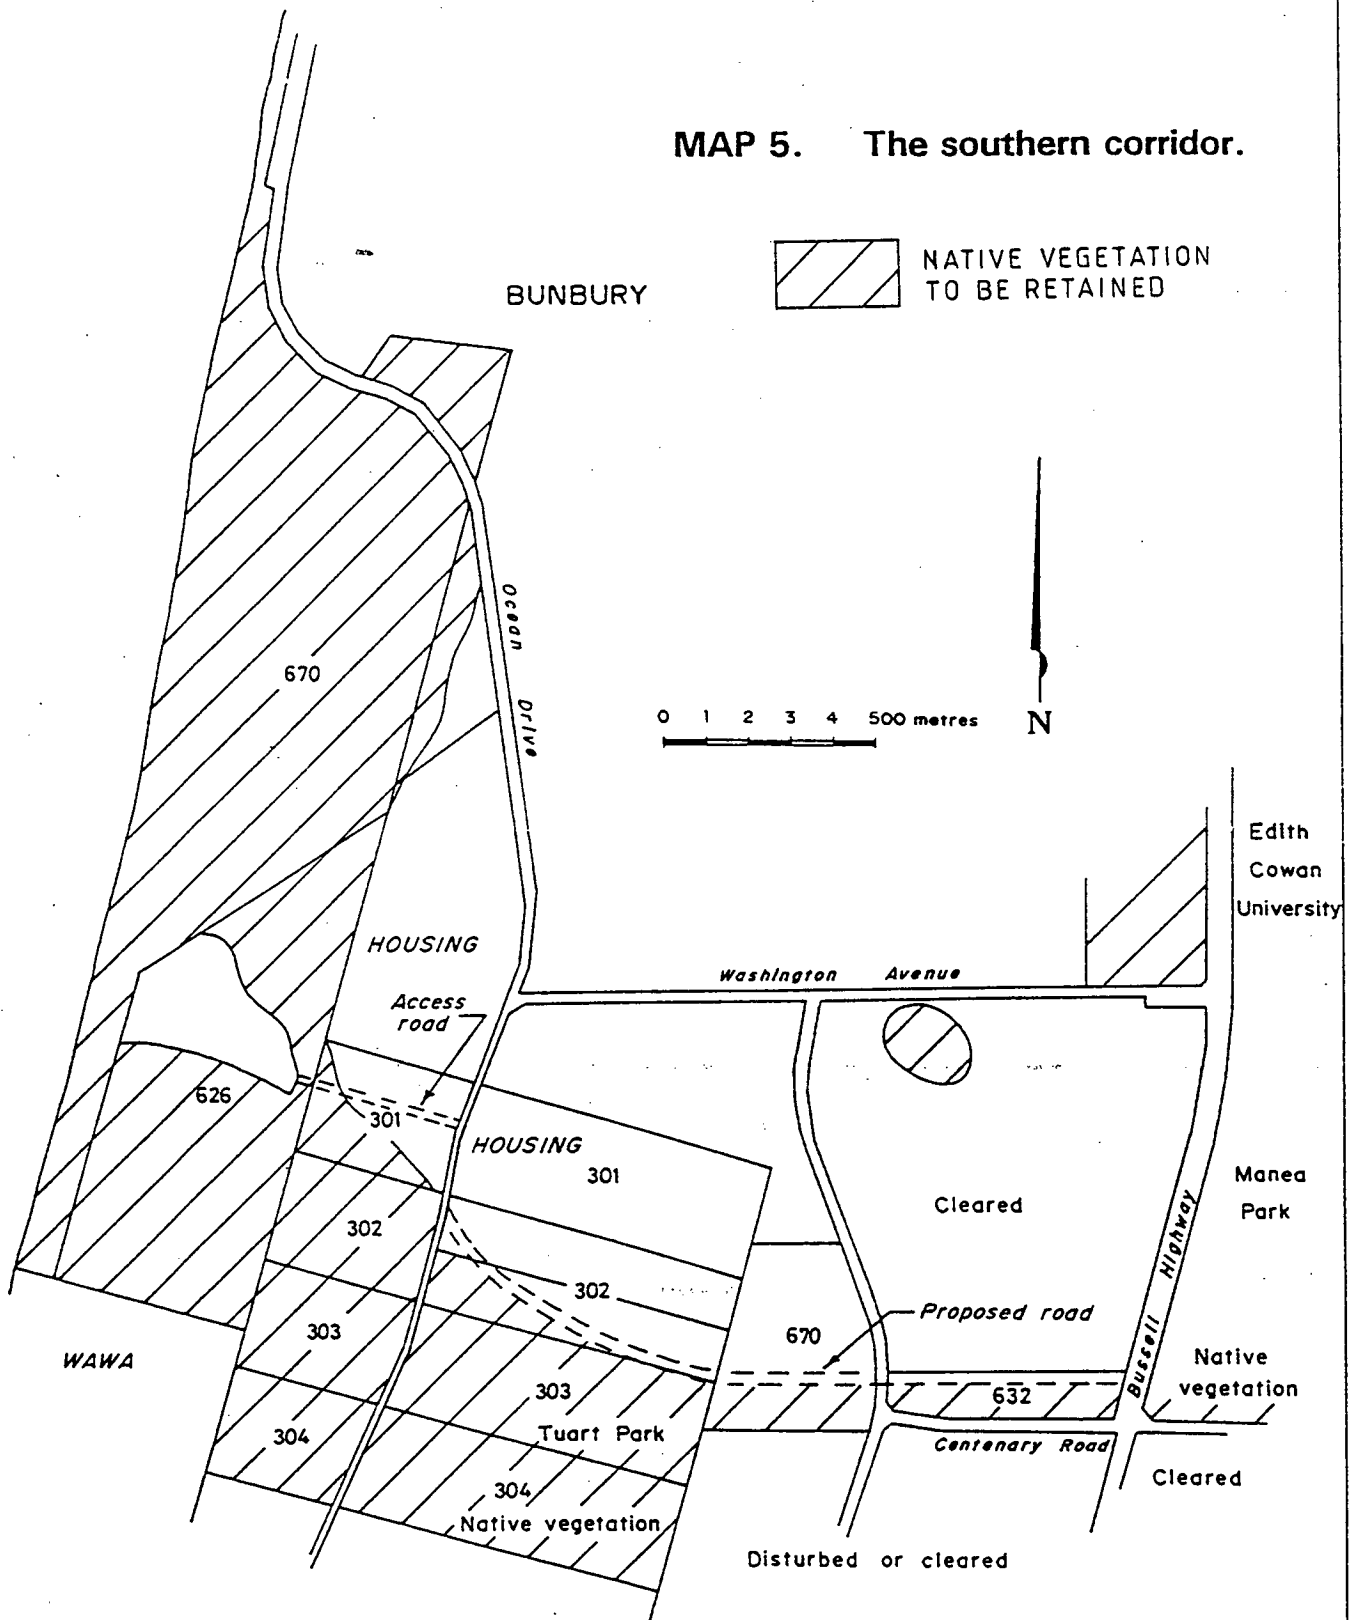 MAP 5. The southern corridor.
NATIVE VEGETATION
TO BE RETAINED
BUNBURY
Ocean Drive
670
0 1 2 3 4 500 metres
N
Edith
Cowan
University
HOUSING
Washington Avenue
Access
road
626
301
HOUSING
301
Manea
Park
Cleared
302
302
Bussell Highway
Proposed road
670
303
WAWA
Native
vegetation
303
632
Tuart Park
304
Centenary Road
Cleared
304
Native vegetation
Disturbed or cleared